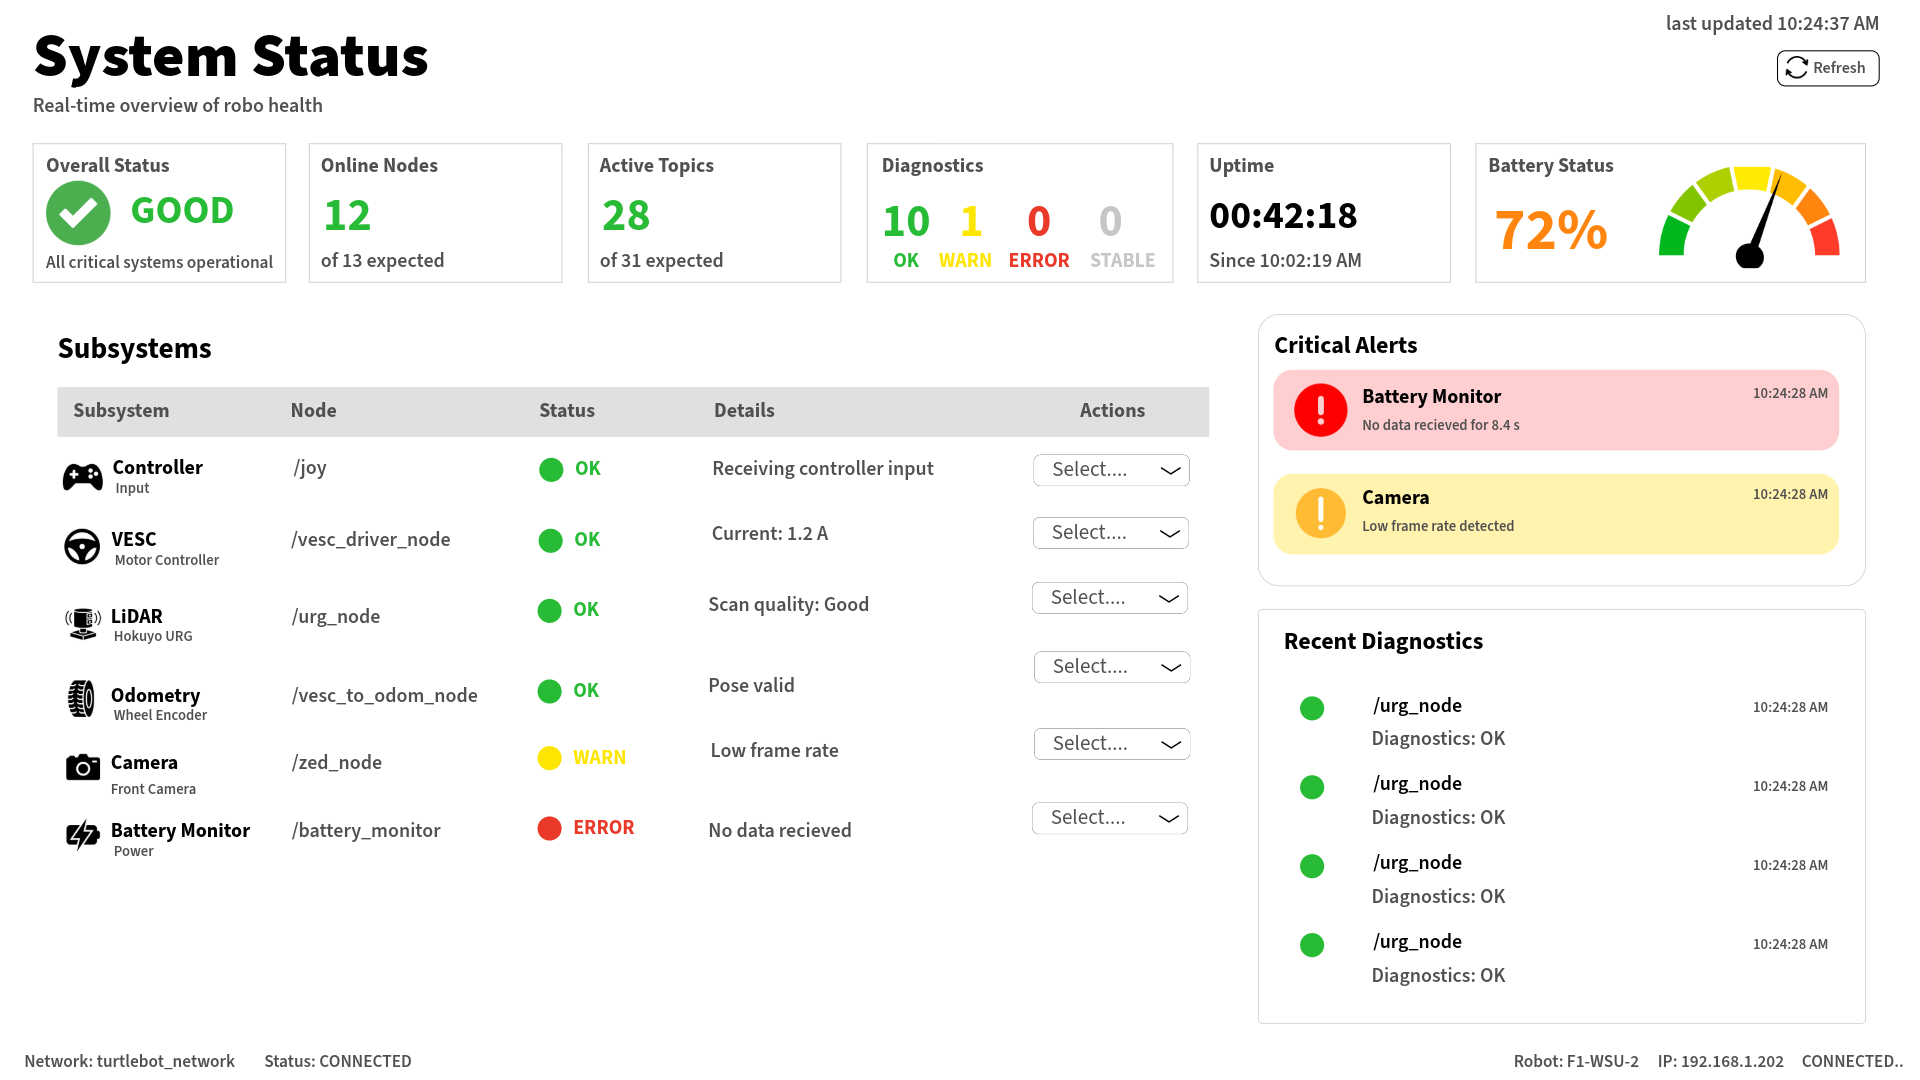 last updated 10:24:37 AM
System Status
Refresh
Real-time overview of robo health
Overall Status
GOOD
All critical systems operational
Online Nodes
12
of 13 expected
Active Topics
28
of 31 expected
Diagnostics
10 1 0 0
OK WARN ERROR STABLE
Uptime
00:42:18
Since 10:02:19 AM
Battery Status
72%
Subsystems
Subsystem Node Status Details Actions
Controller /joy OK Receiving controller input Select....
Input
VESC /vesc_driver_node OK Current: 1.2 A Select....
Motor Controller
LiDAR /urg_node OK Scan quality: Good Select....
Hokuyo URG
Odometry /vesc_to_odom_node OK Pose valid Select....
Wheel Encoder
Camera /zed_node WARN Low frame rate Select....
Front Camera
Battery Monitor /battery_monitor ERROR No data recieved Select....
Power
Critical Alerts
Battery Monitor 10:24:28 AM
No data recieved for 8.4 s
Camera 10:24:28 AM
Low frame rate detected
Recent Diagnostics
/urg_node 10:24:28 AM
Diagnostics: OK
/urg_node 10:24:28 AM
Diagnostics: OK
/urg_node 10:24:28 AM
Diagnostics: OK
/urg_node 10:24:28 AM
Diagnostics: OK
Network: turtlebot_network Status: CONNECTED Robot: F1-WSU-2 IP: 192.168.1.202 CONNECTED..